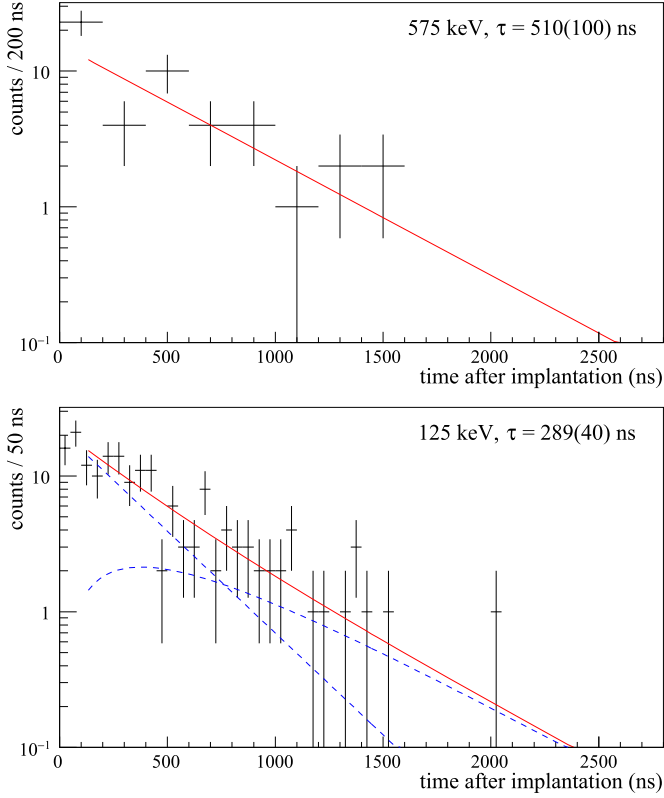 575 keV, τ = 510(100) ns
counts / 200 ns
10
1
10⁻¹
0 500 1000 1500 2000 2500
time after implantation (ns)
125 keV, τ = 289(40) ns
counts / 50 ns
10
1
10⁻¹
0 500 1000 1500 2000 2500
time after implantation (ns)